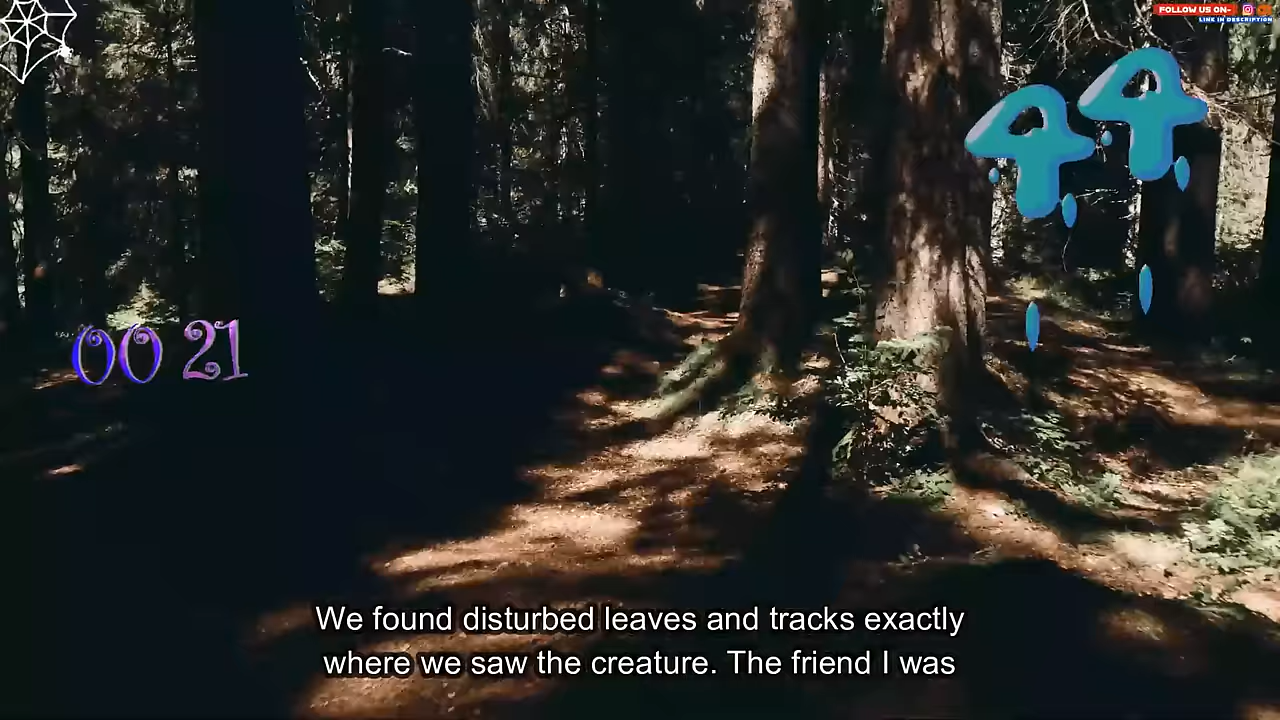 FOLLOW US ON-
LINK IN DESCRIPTION
44
00 21
We found disturbed leaves and tracks exactly
where we saw the creature. The friend I was